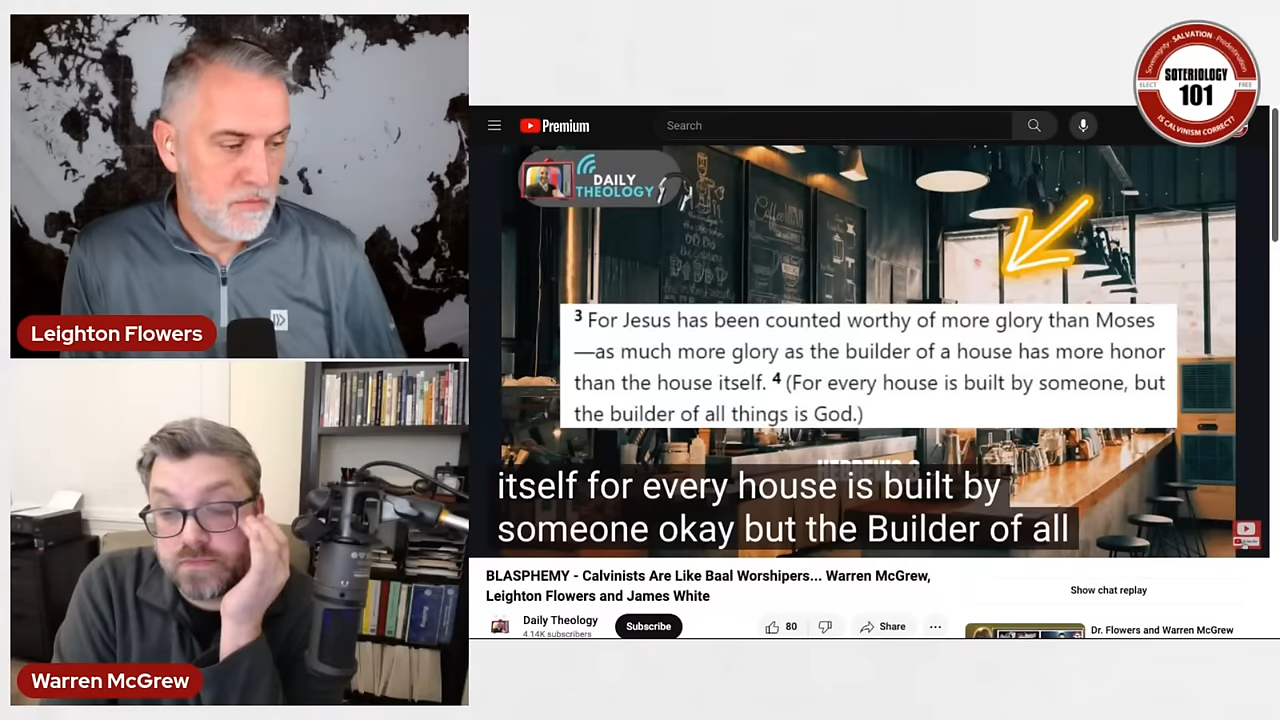 Leighton Flowers
Warren McGrew
Sovereignty · SALVATION · Predestination
ELECT
FREE
SOTERIOLOGY
101
IS CALVINISM CORRECT?
Premium
Search
DAILY
THEOLOGY
Coffee MENU
3 For Jesus has been counted worthy of more glory than Moses
—as much more glory as the builder of a house has more honor
than the house itself. 4 (For every house is built by someone, but
the builder of all things is God.)
itself for every house is built by
someone okay but the Builder of all
BLASPHEMY - Calvinists Are Like Baal Worshipers... Warren McGrew,
Leighton Flowers and James White
Daily Theology
4.14K subscribers
Subscribe
80
Share
Show chat replay
Dr. Flowers and Warren McGrew